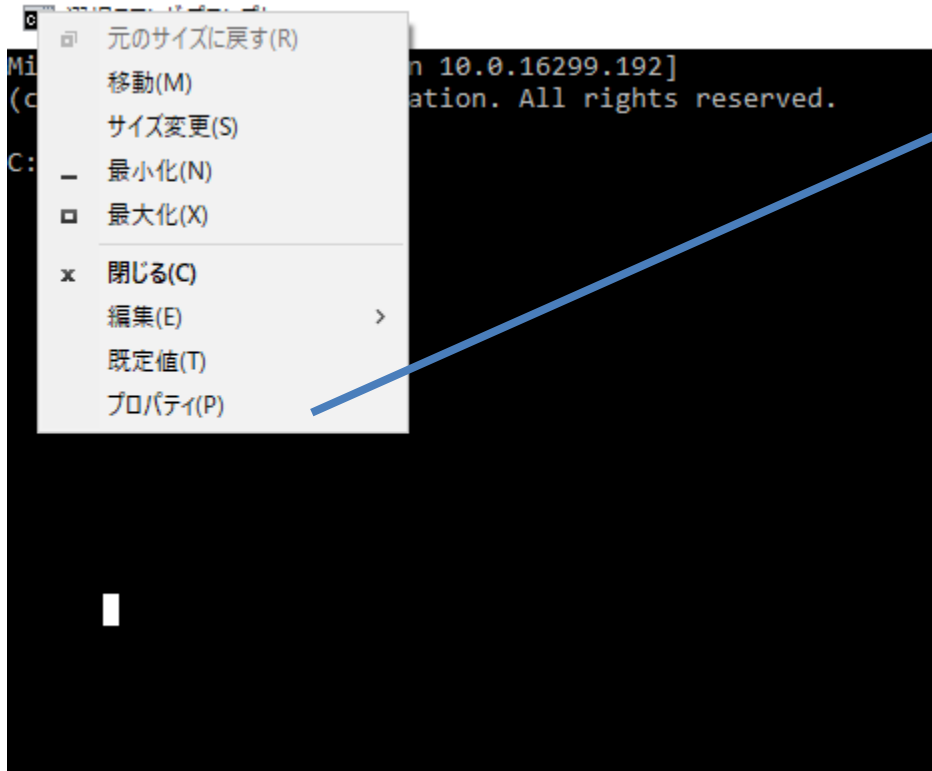 元のサイズに戻す(R)
Mi
n 10.0.16299.192]
移動(M)
(c
ation. All rights reserved.
サイズ変更(S)
C:
最小化(N)
最大化(X)
閉じる(C)
編集(E)
既定値(T)
プロパティ(P)